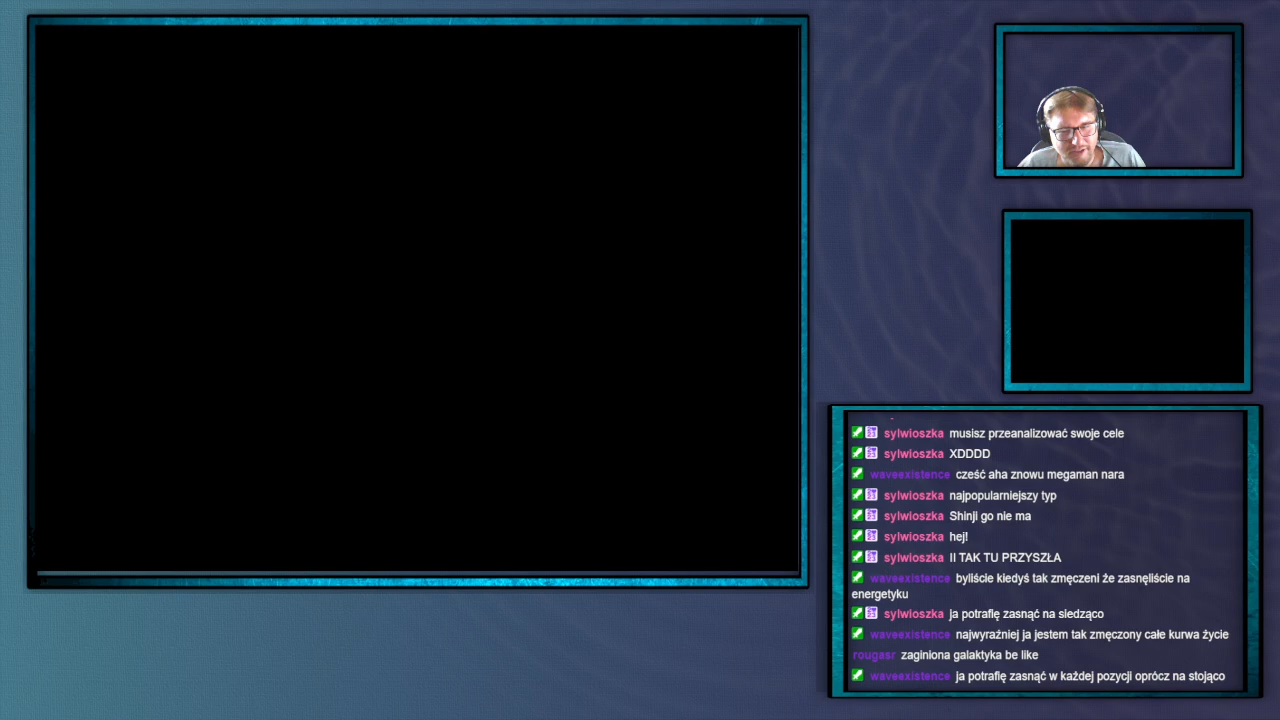 sylwioszka musisz przeanalizować swoje cele
sylwioszka XDDDD
waveexistence cześć aha znowu megaman nara
sylwioszka najpopularniejszy typ
sylwioszka Shinji go nie ma
sylwioszka hej!
sylwioszka II TAK TU PRZYSZŁA
waveexistence byliście kiedyś tak zmęczeni że zasnęliście na
energetyku
sylwioszka ja potrafię zasnąć na siedząco
waveexistence najwyraźniej ja jestem tak zmęczony całe kurwa życie
rougasr zaginiona galaktyka be like
waveexistence ja potrafię zasnąć w każdej pozycji oprócz na stojąco